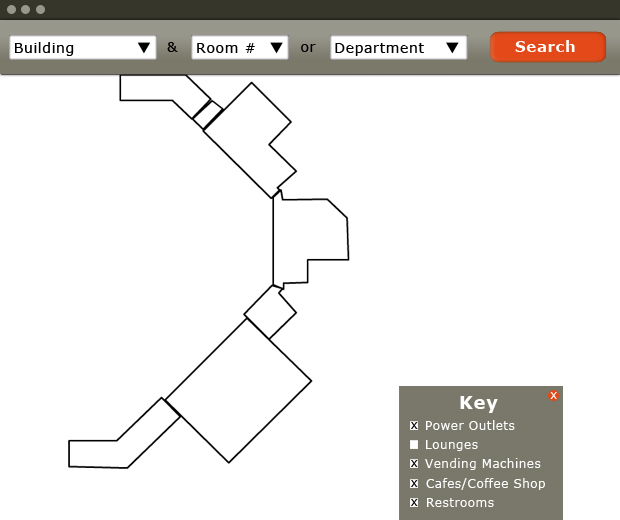 Building & Room # or Department Search
Key x
x Power Outlets
Lounges
x Vending Machines
x Cafes/Coffee Shop
x Restrooms